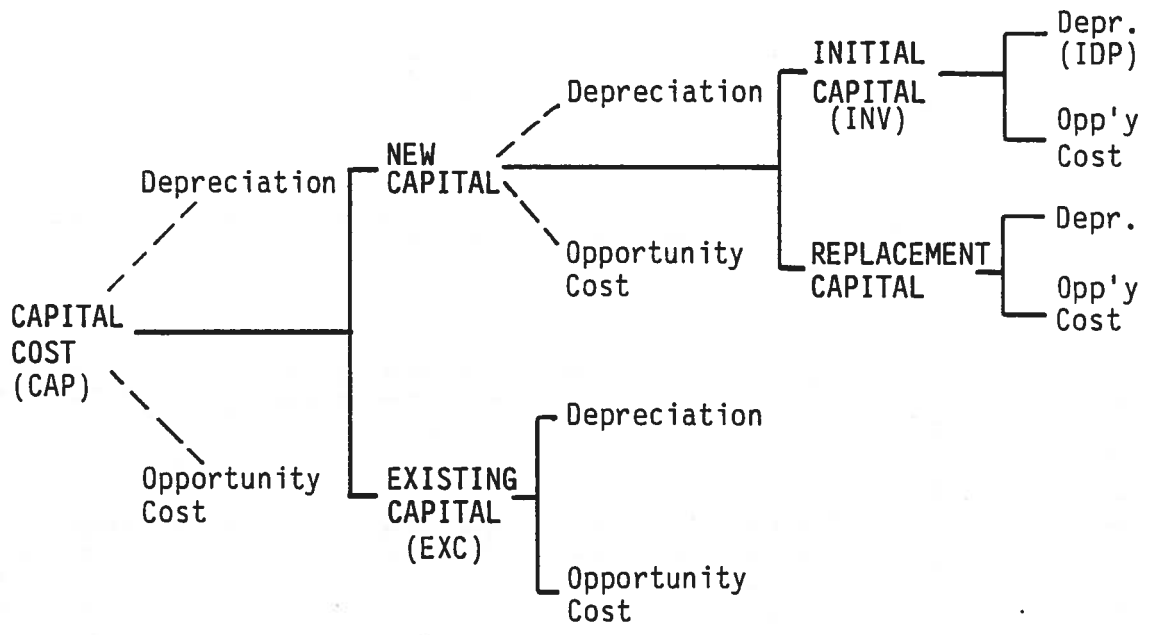 CAPITAL
COST
(CAP)
Depreciation
Opportunity
Cost
NEW
CAPITAL
Depreciation
Opportunity
Cost
EXISTING
CAPITAL
(EXC)
Depreciation
Opportunity
Cost
INITIAL
CAPITAL
(INV)
Depr.
(IDP)
Opp'y
Cost
REPLACEMENT
CAPITAL
Depr.
Opp'y
Cost